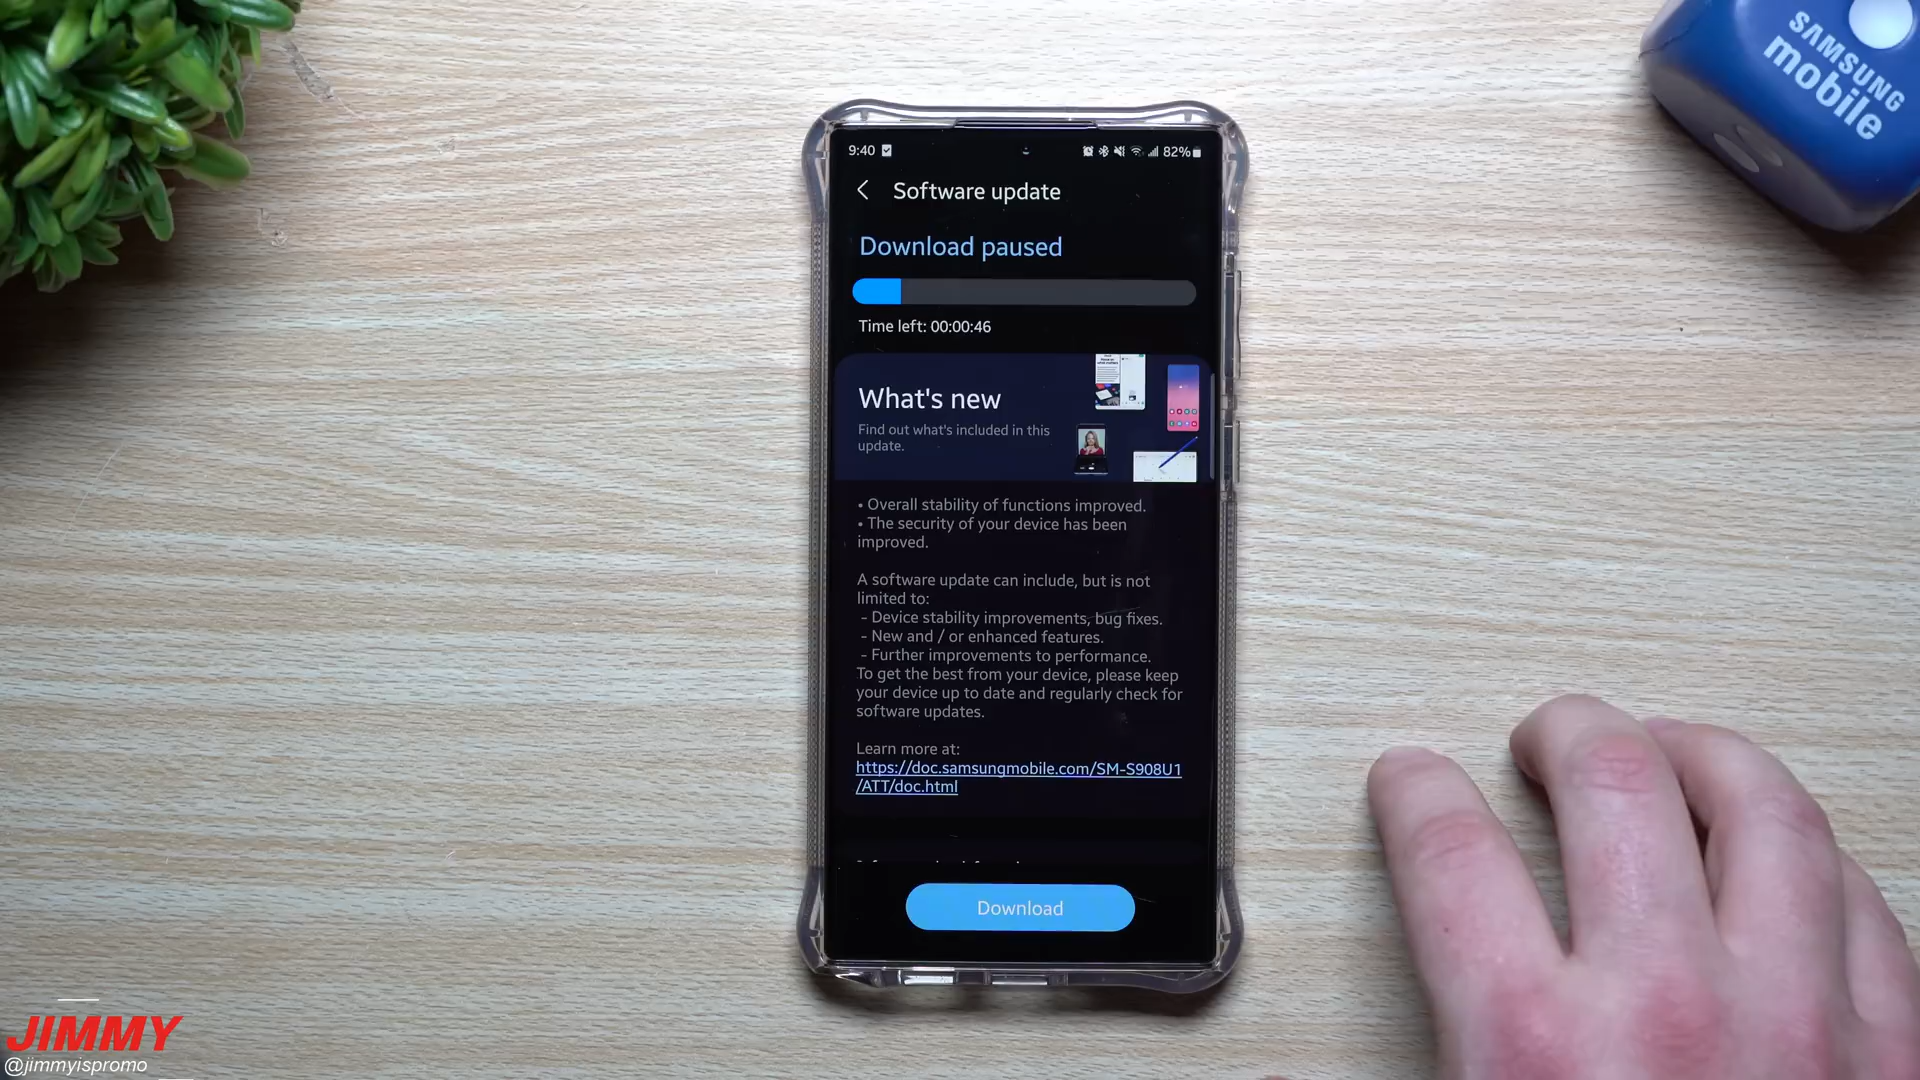 SAMSUNG
mobile
9:40
82%
Software update
Download paused
Time left: 00:00:46
What's new
Find out what's included in this
update.
• Overall stability of functions improved.
• The security of your device has been
improved.
A software update can include, but is not
limited to:
- Device stability improvements, bug fixes.
- New and / or enhanced features.
- Further improvements to performance.
To get the best from your device, please keep
your device up to date and regularly check for
software updates.
Learn more at:
https://doc.samsungmobile.com/SM-S908U1
/ATT/doc.html
Download
JIMMY
@jimmyispromo